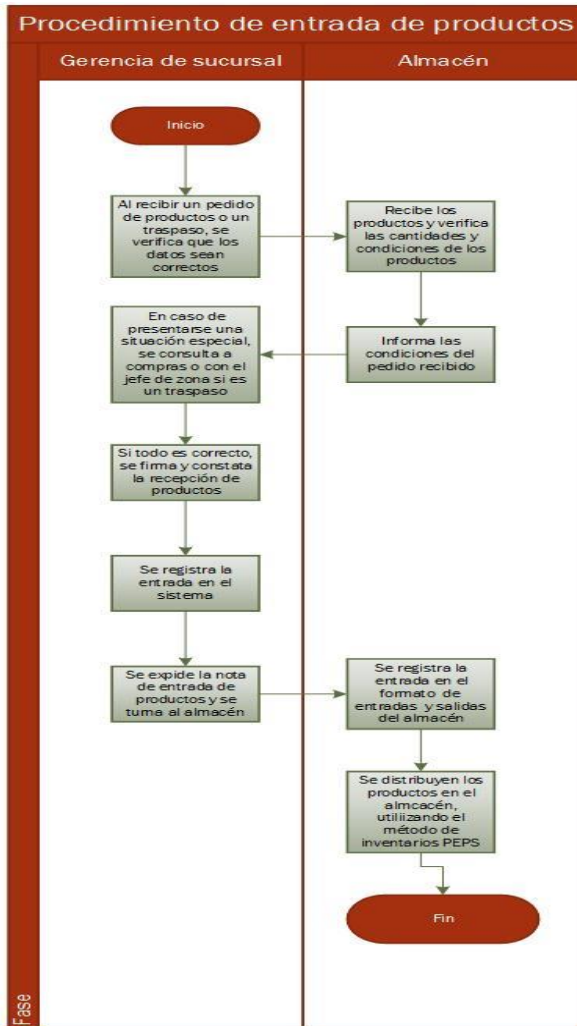 Procedimiento de entrada de productos
Gerencia de sucursal
Almacén
Inicio
Al recibir un pedido
de productos o un
traspaso, se
verifica que los
datos sean
correctos
Recibe los
productos y verifica
las cantidades y
condiciones de los
productos
En caso de
presentarse una
situación especial,
se consulta a
compras o con el
jefe de zona si es
un traspaso
Informa las
condiciones del
pedido recibido
Si todo es correcto,
se firma y constata
la recepción de
productos
Se registra la
entrada en el
sistema
Se expide la nota
de entrada de
productos y se
turna al almacén
Se registra la
entrada en el
formato de
entradas y salidas
del almacén
Se distribuyen los
productos en el
almcacén,
utiliizando el
método de
inventarios PEPS
Fin
Fase